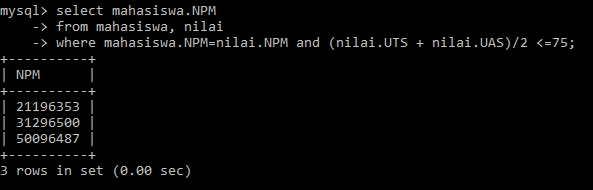 mysql> select mahasiswa.NPM
    -> from mahasiswa, nilai
    -> where mahasiswa.NPM=nilai.NPM and (nilai.UTS + nilai.UAS)/2 <=75;
+----------+
| NPM      |
+----------+
| 21196353 |
| 31296500 |
| 50096487 |
+----------+
3 rows in set (0.00 sec)